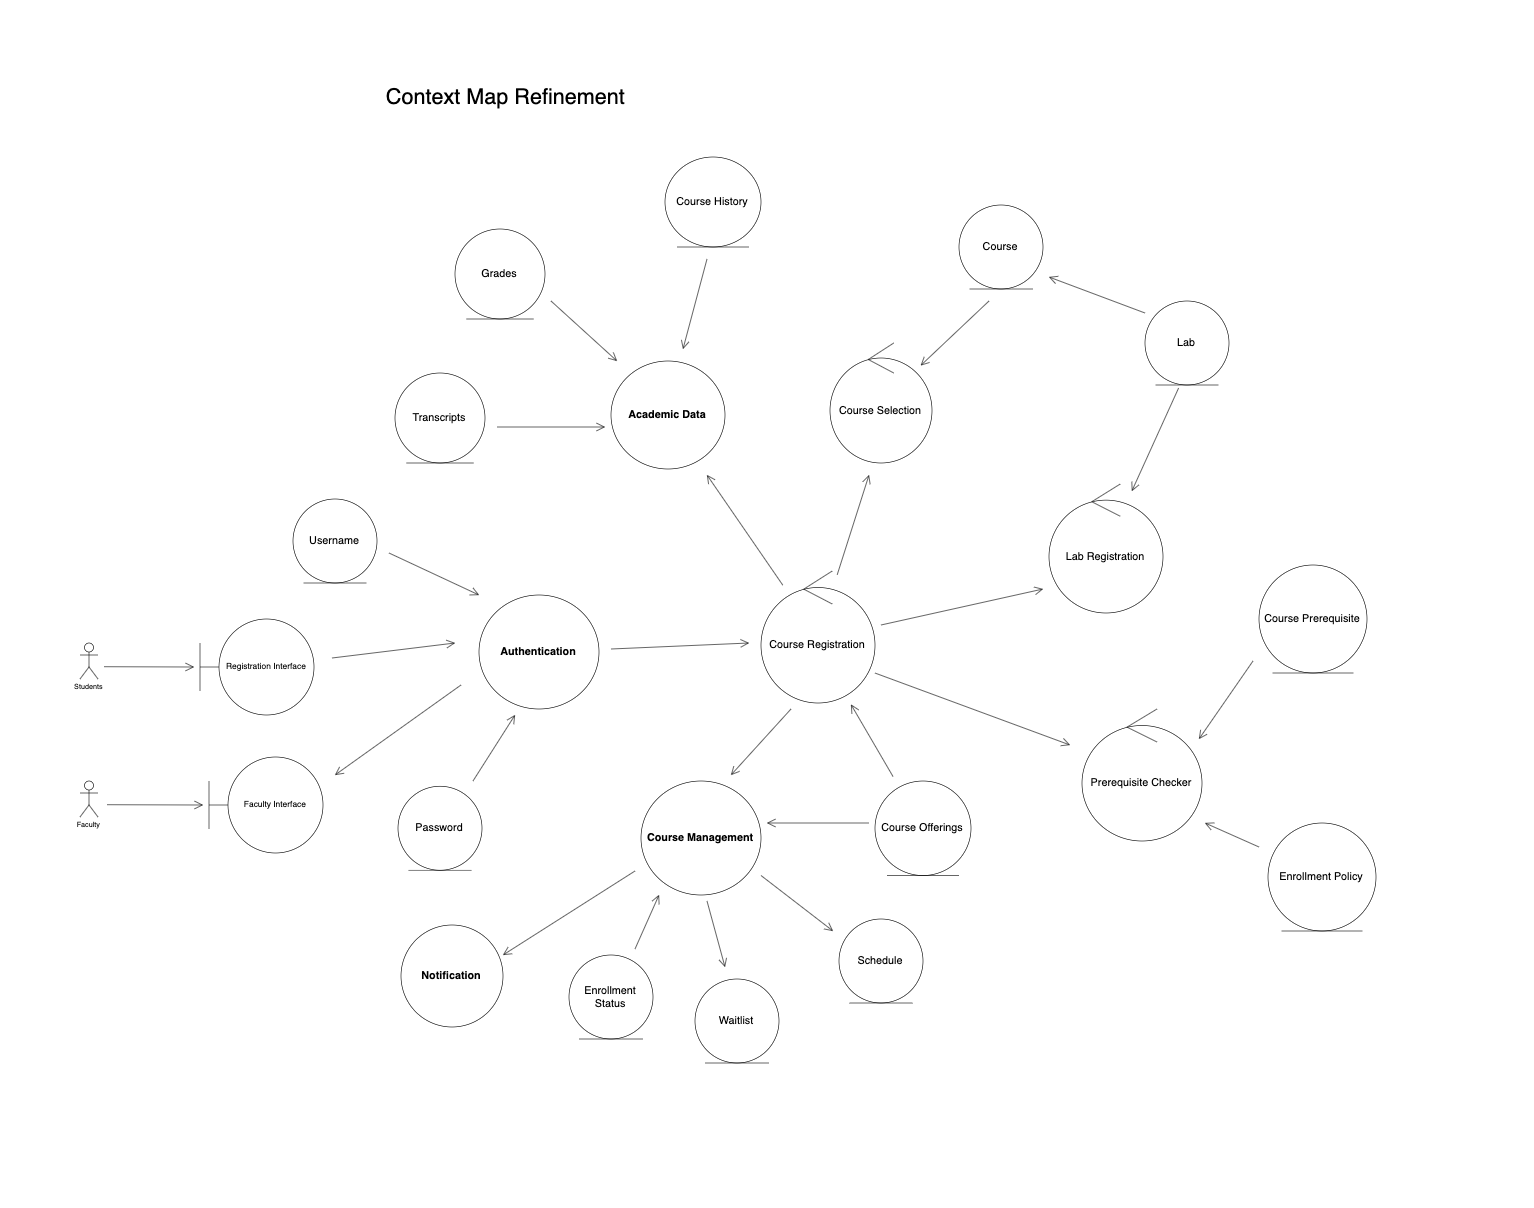 Context Map Refinement
Course History
Grades
Course
Lab
Transcripts
Academic Data
Course Selection
Username
Lab Registration
Course Prerequisite
Students
Registration Interface
Authentication
Course Registration
Prerequisite Checker
Faculty
Faculty Interface
Password
Course Management
Course Offerings
Enrollment Policy
Notification
Enrollment
Status
Schedule
Waitlist